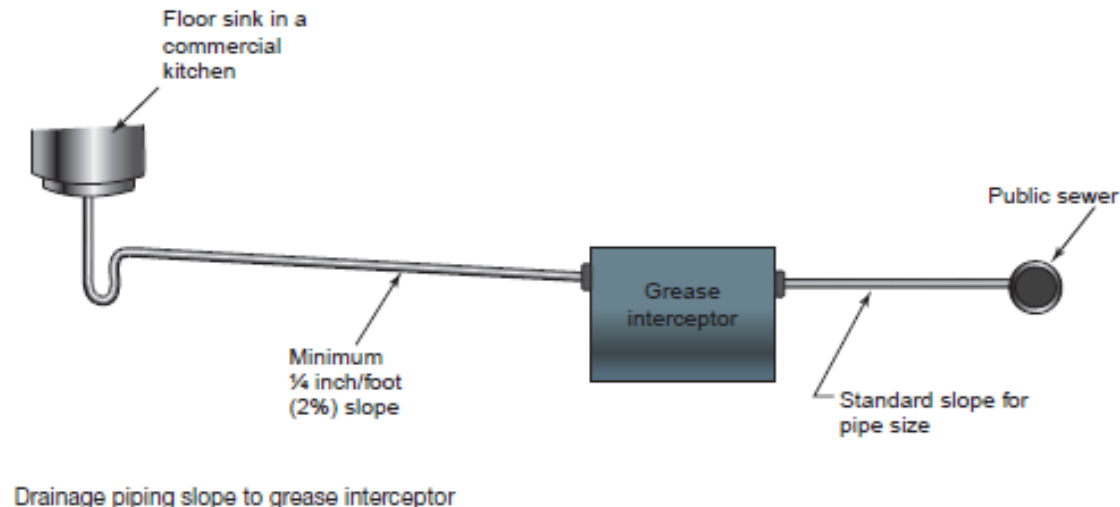 Floor sink in a
commercial
kitchen
Public sewer
Grease
interceptor
Minimum
¼ inch/foot
(2%) slope
Standard slope for
pipe size
Drainage piping slope to grease interceptor